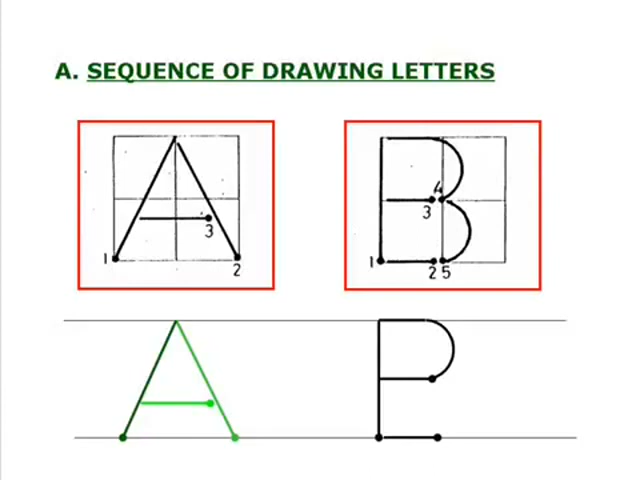 A. SEQUENCE OF DRAWING LETTERS
A
1 2 3
B
1 2 3 4 5
A